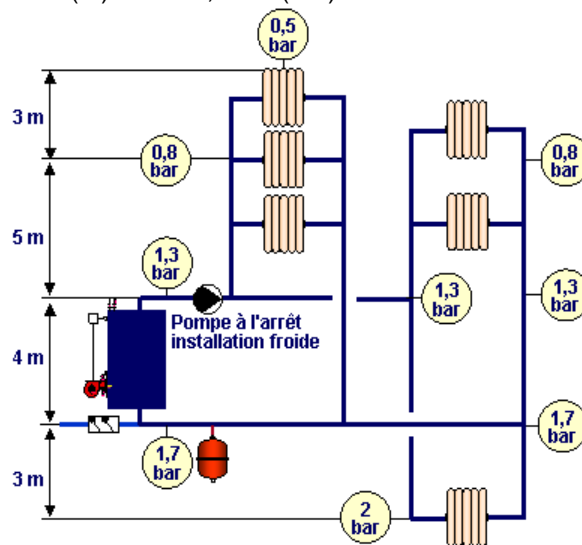 0,5
bar
3 m
0,8
bar
0,8
bar
5 m
1,3
bar
1,3
bar
1,3
bar
Pompe à l'arrêt
installation froide
4 m
1,7
bar
1,7
bar
3 m
2
bar